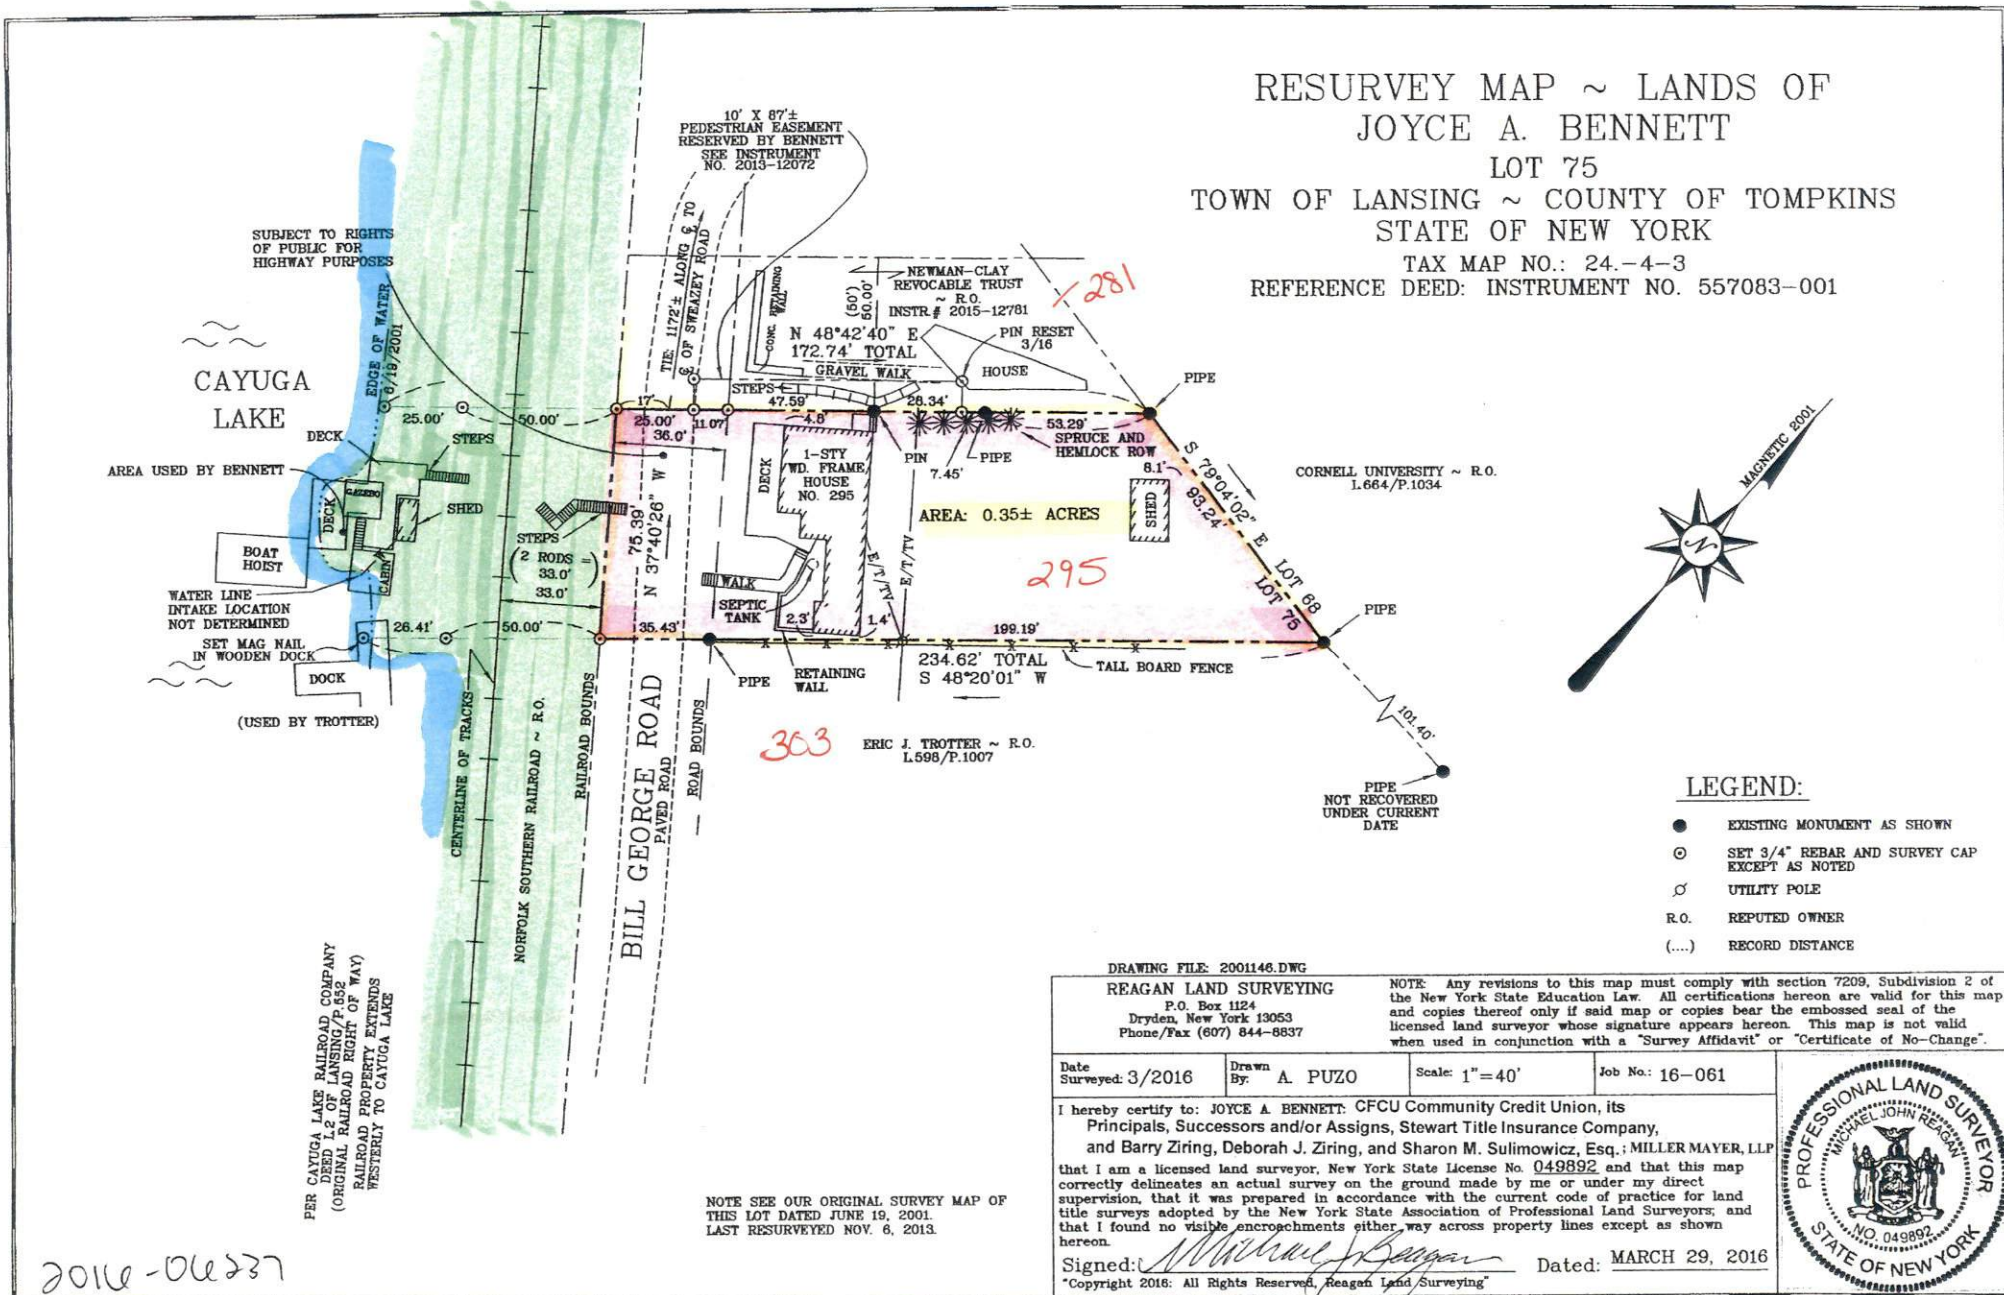 RESURVEY MAP ~ LANDS OF
JOYCE A. BENNETT
LOT 75
TOWN OF LANSING ~ COUNTY OF TOMPKINS
STATE OF NEW YORK
TAX MAP NO.: 24.-4-3
REFERENCE DEED: INSTRUMENT NO. 557083-001
10' X 87'±
PEDESTRIAN EASEMENT
RESERVED BY BENNETT
SEE INSTRUMENT
NO. 2013-12072
SUBJECT TO RIGHTS
OF PUBLIC FOR
HIGHWAY PURPOSES
EDGE OF WATER
6/19/2001
CAYUGA
LAKE
TIE: 1172'± ALONG ℄ TO
℄ OF SWEAZEY ROAD
CONC. RETAINING
WALL
(50')
50.00'
NEWMAN-CLAY
REVOCABLE TRUST
~ R.O.
INSTR.# 2015-12781
281
N 48°42'40" E
172.74' TOTAL
GRAVEL WALK
PIN RESET
3/16
HOUSE
PIPE
STEPS
17'
47.59'
28.34'
25.00'
50.00'
25.00'
11.07'
4.8'
53.29'
36.0'
DECK
STEPS
AREA USED BY BENNETT
GAZEBO
DECK
SHED
BOAT
HOIST
CABIN
WATER LINE
INTAKE LOCATION
NOT DETERMINED
SET MAG NAIL
IN WOODEN DOCK
DOCK
(USED BY TROTTER)
26.41'
50.00'
STEPS
(2 RODS =
33.0')
33.0'
75.39'
N 37°40'26" W
DECK
1-STY
WD. FRAME
HOUSE
NO. 295
PIN
7.45'
PIPE
SPRUCE AND
HEMLOCK ROW
8.1'
SHED
AREA: 0.35± ACRES
295
E/T/TV
E/T/TV
WALK
SEPTIC
TANK
2.3'
1.4'
35.43'
199.19'
234.62' TOTAL
S 48°20'01" W
TALL BOARD FENCE
PIPE
RETAINING
WALL
S 79°04'02" E
93.24'
LOT 68
LOT 75
PIPE
CORNELL UNIVERSITY ~ R.O.
L.664/P.1034
MAGNETIC 2001
N
101.40'
PIPE
NOT RECOVERED
UNDER CURRENT
DATE
303
ERIC J. TROTTER ~ R.O.
L.598/P.1007
CENTERLINE OF TRACKS
NORFOLK SOUTHERN RAILROAD ~ R.O.
RAILROAD BOUNDS
BILL GEORGE ROAD
PAVED ROAD
ROAD BOUNDS
PER CAYUGA LAKE RAILROAD COMPANY
DEED L.2 OF LANSING/P.552
(ORIGINAL RAILROAD RIGHT OF WAY)
RAILROAD PROPERTY EXTENDS
WESTERLY TO CAYUGA LAKE
LEGEND:
EXISTING MONUMENT AS SHOWN
SET 3/4" REBAR AND SURVEY CAP
EXCEPT AS NOTED
UTILITY POLE
R.O. REPUTED OWNER
(....) RECORD DISTANCE
NOTE SEE OUR ORIGINAL SURVEY MAP OF
THIS LOT DATED JUNE 19, 2001.
LAST RESURVEYED NOV. 6, 2013.
2016-06237
DRAWING FILE: 2001146.DWG
REAGAN LAND SURVEYING
P.O. Box 1124
Dryden, New York 13053
Phone/Fax (607) 844-8837
NOTE: Any revisions to this map must comply with section 7209, Subdivision 2 of
the New York State Education Law. All certifications hereon are valid for this map
and copies thereof only if said map or copies bear the embossed seal of the
licensed land surveyor whose signature appears hereon. This map is not valid
when used in conjunction with a "Survey Affidavit" or "Certificate of No-Change".
Date
Surveyed: 3/2016
Drawn
By: A. PUZO
Scale: 1"=40'
Job No.: 16-061
I hereby certify to: JOYCE A. BENNETT: CFCU Community Credit Union, its
Principals, Successors and/or Assigns, Stewart Title Insurance Company,
and Barry Ziring, Deborah J. Ziring, and Sharon M. Sulimowicz, Esq.; MILLER MAYER, LLP
that I am a licensed land surveyor, New York State License No. 049892 and that this map
correctly delineates an actual survey on the ground made by me or under my direct
supervision, that it was prepared in accordance with the current code of practice for land
title surveys adopted by the New York State Association of Professional Land Surveyors; and
that I found no visible encroachments either way across property lines except as shown
hereon.
Signed: Michael J Reagan
Dated: MARCH 29, 2016
"Copyright 2016: All Rights Reserved, Reagan Land Surveying"
PROFESSIONAL LAND SURVEYOR
MICHAEL JOHN REAGAN
NO. 049892
STATE OF NEW YORK